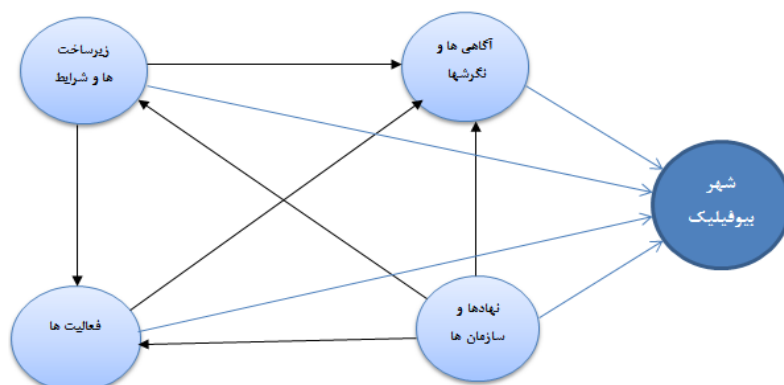 زیرساخت
ها و شرایط
آگاهی ها و
نگرشها
شهر
بیوفیلیک
فعالیت ها
نهادها و
سازمان ها